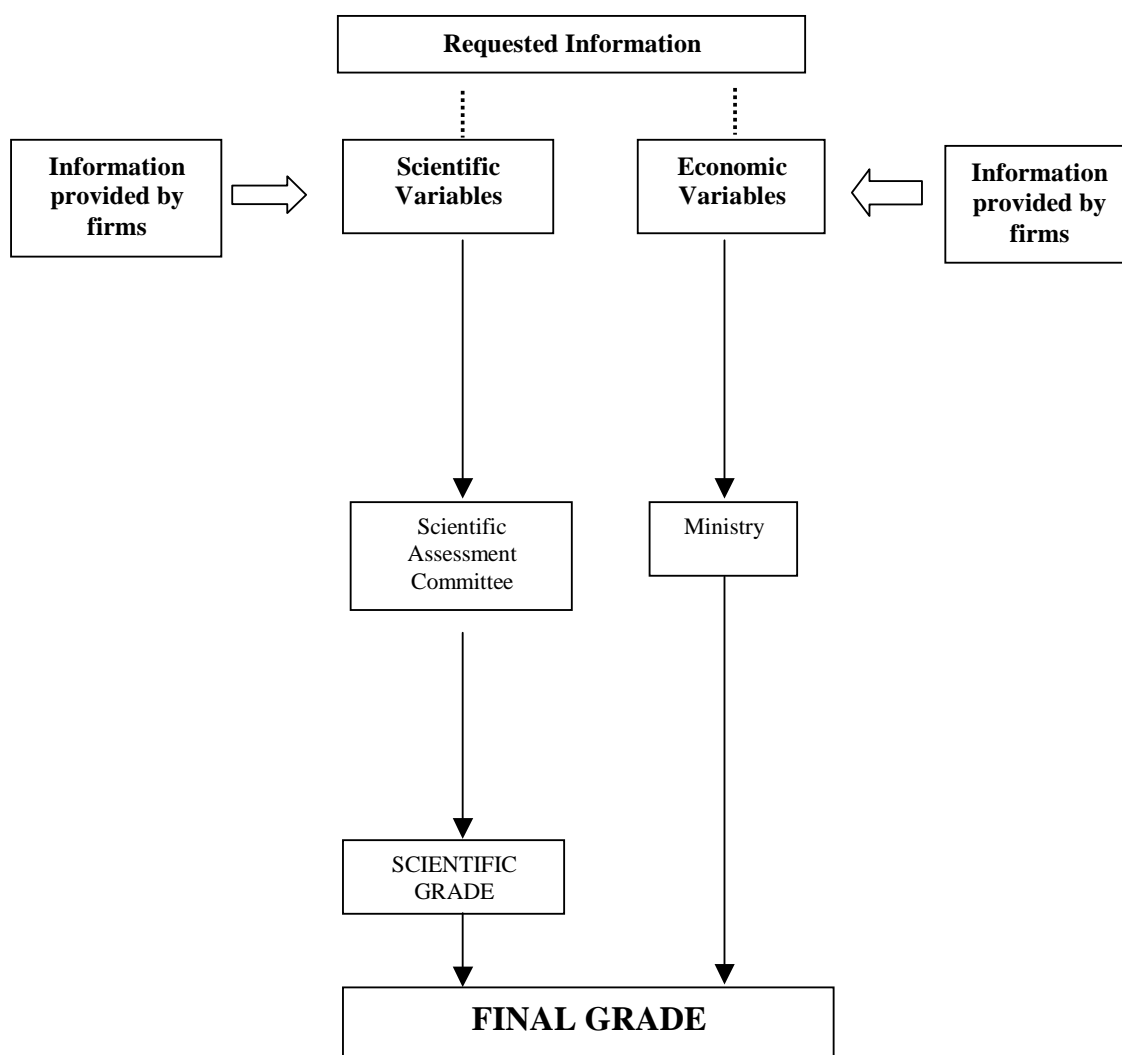 Requested Information
Information
provided by
firms
Scientific
Variables
Economic
Variables
Information
provided by
firms
Scientific
Assessment
Committee
Ministry
SCIENTIFIC
GRADE
FINAL GRADE